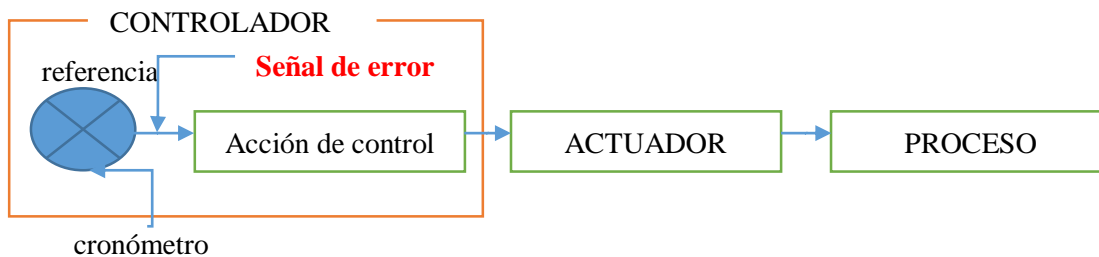 CONTROLADOR
referencia
Señal de error
Acción de control
ACTUADOR
PROCESO
cronómetro